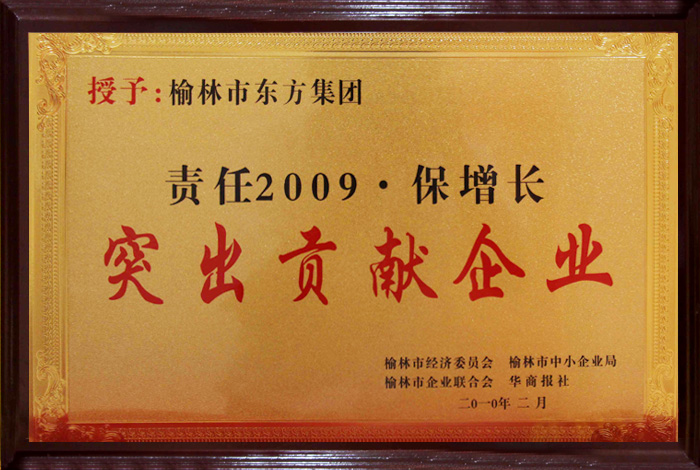 授予:榆林市东方集团
责任2009·保增长
突出贡献企业
榆林市经济委员会 榆林市中小企业局
榆林市企业联合会 华商报社
二0一0年 二月